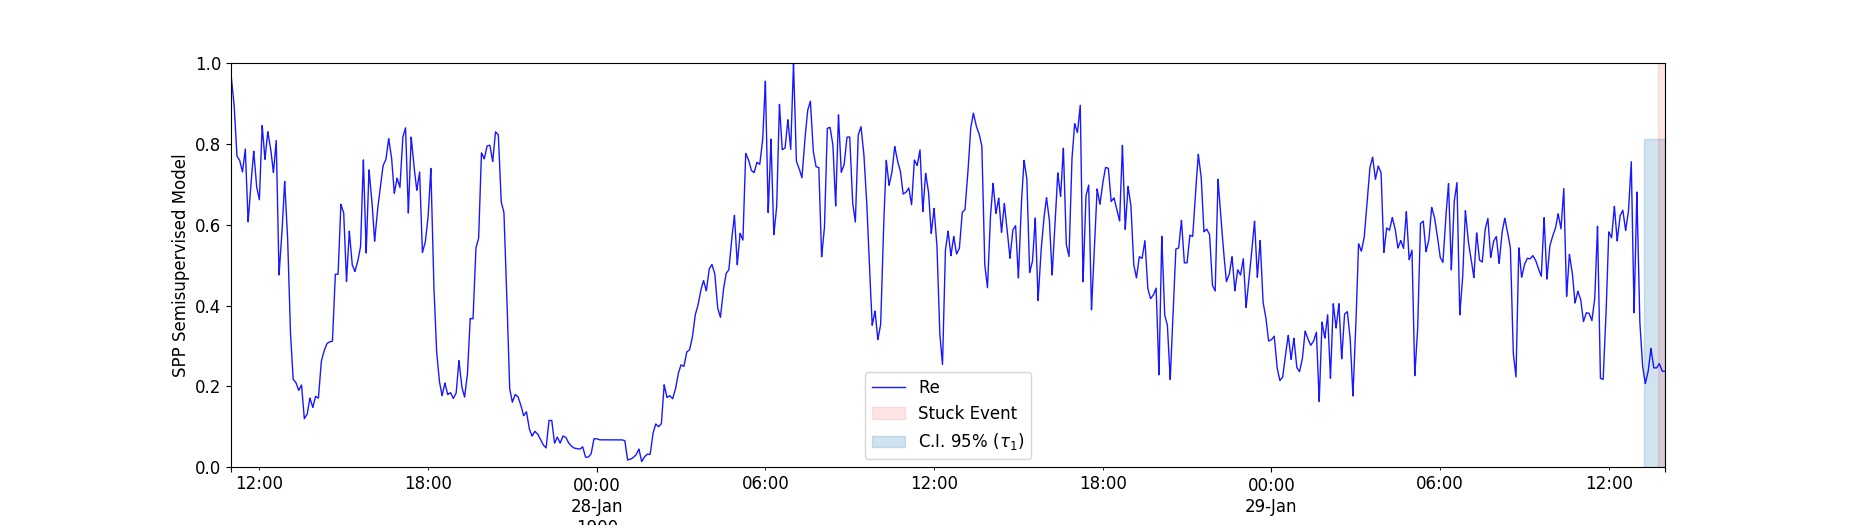 SPP Semisupervised Model
1.0
0.8
0.6
0.4
0.2
0.0
Re
Stuck Event
C.I. 95% (τ₁)
12:00 18:00 00:00 06:00 12:00 18:00 00:00 06:00 12:00
28-Jan 29-Jan
1900